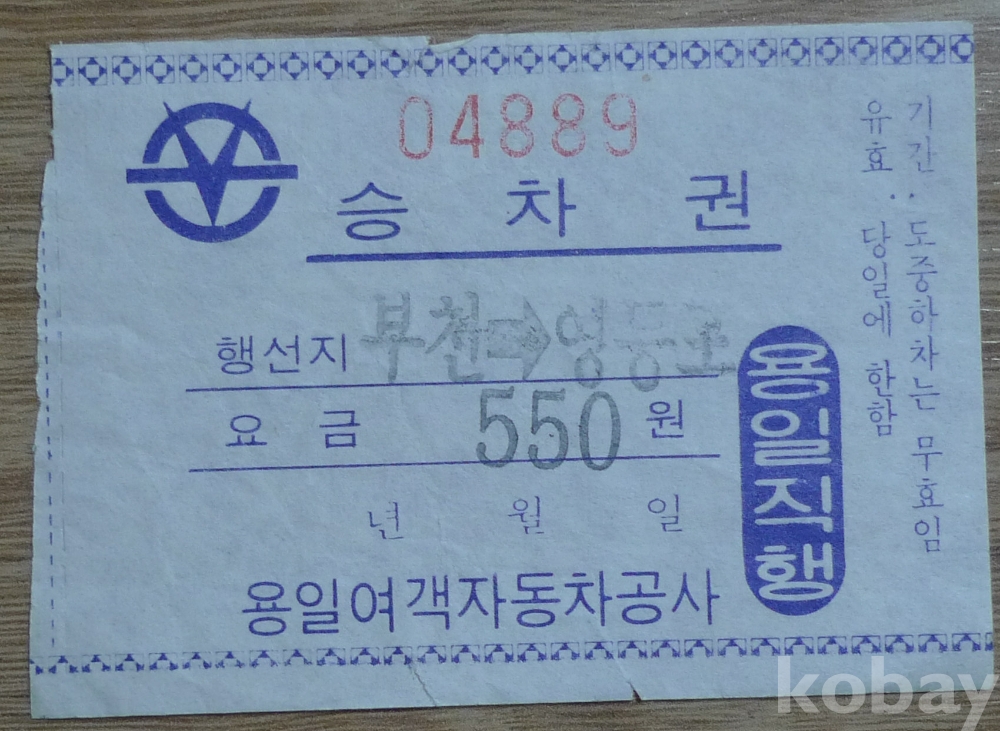 04889
승 차 권
행선지 부천→영등포
요 금 550 원
년 월 일
용일여객자동차공사
용일직행
기간: 도중하차는 무효임
유효: 당일에 한함
kobay